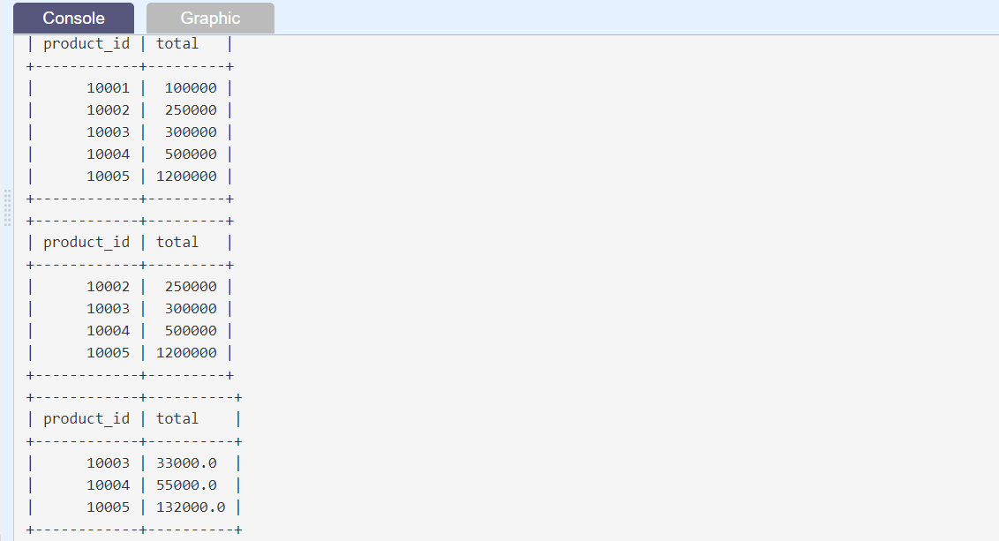 Console Graphic
| product_id | total   |
+------------+---------+
|      10001 |  100000 |
|      10002 |  250000 |
|      10003 |  300000 |
|      10004 |  500000 |
|      10005 | 1200000 |
+------------+---------+
+------------+---------+
| product_id | total   |
+------------+---------+
|      10002 |  250000 |
|      10003 |  300000 |
|      10004 |  500000 |
|      10005 | 1200000 |
+------------+---------+
+------------+----------+
| product_id | total    |
+------------+----------+
|      10003 | 33000.0  |
|      10004 | 55000.0  |
|      10005 | 132000.0 |
+------------+----------+